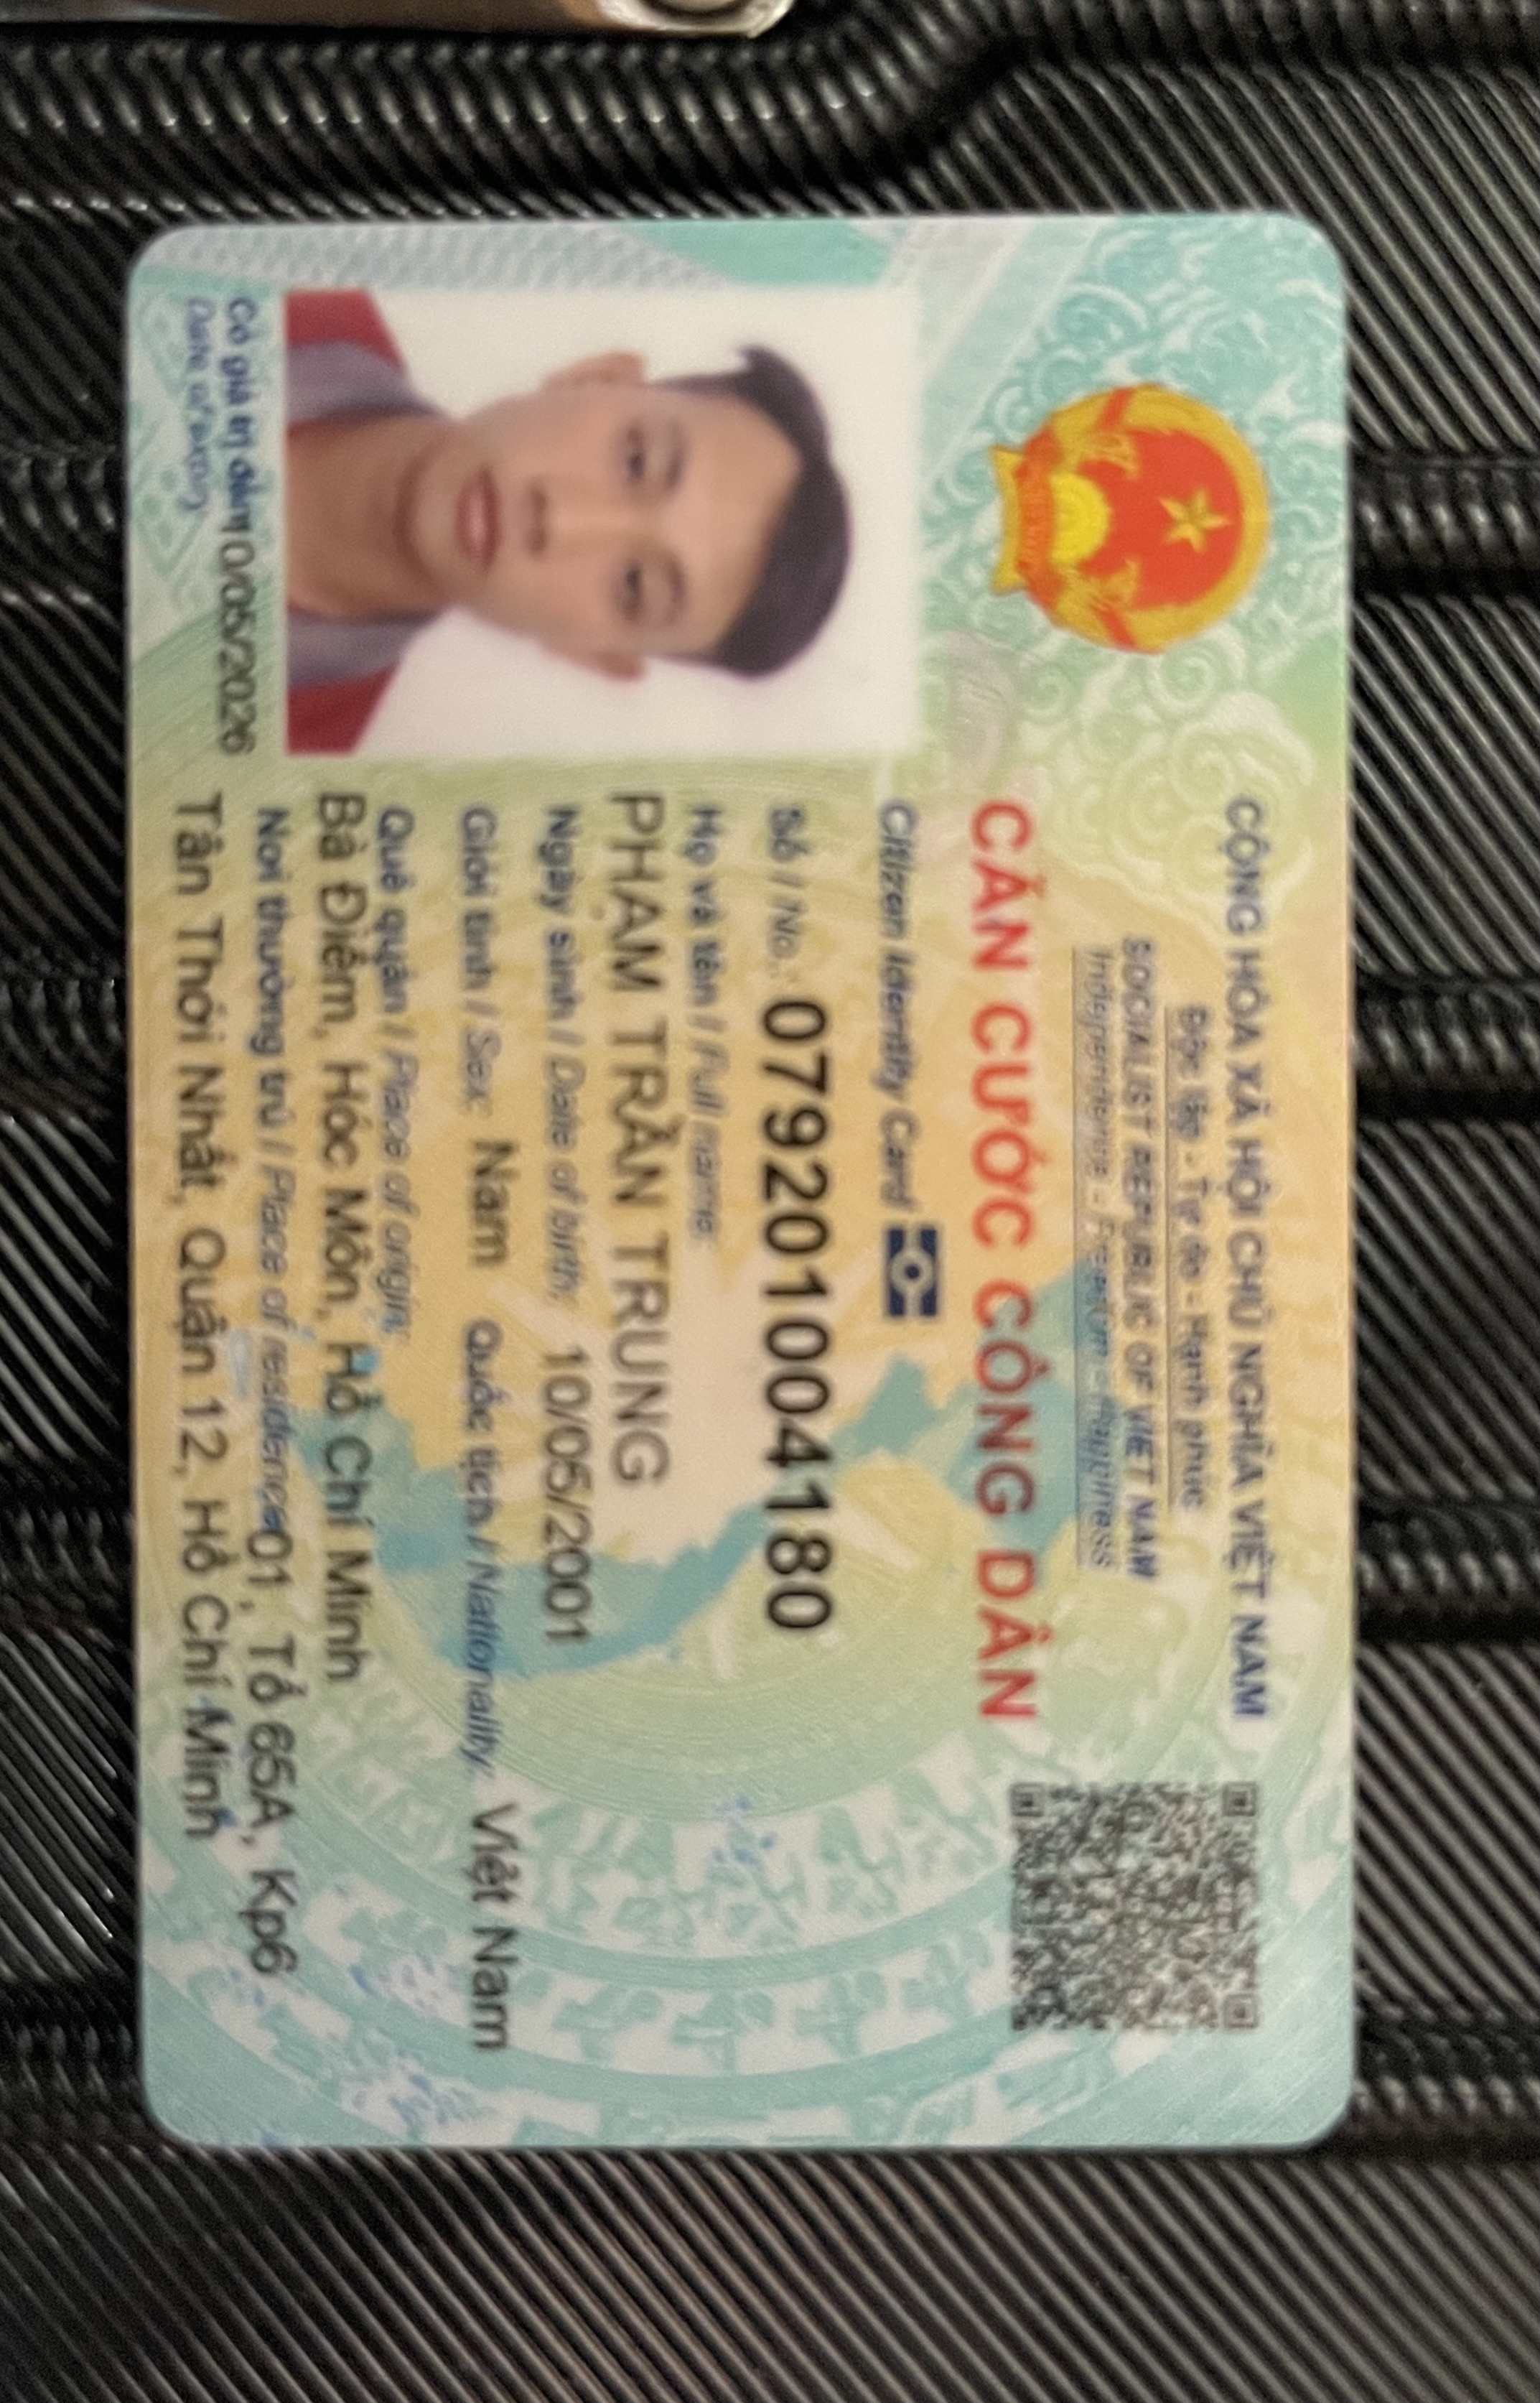 CỘNG HÒA XÃ HỘI CHỦ NGHĨA VIỆT NAM
Độc lập - Tự do - Hạnh phúc
SOCIALIST REPUBLIC OF VIET NAM
Independence - Freedom - Happiness
CĂN CƯỚC CÔNG DÂN
Citizen Identity Card
Số / No.: 079201004180
Họ và tên / Full name:
PHẠM TRẦN TRUNG
Ngày sinh / Date of birth: 10/05/2001
Giới tính / Sex: Nam Quốc tịch / Nationality: Việt Nam
Quê quán / Place of origin:
Bà Điểm, Hóc Môn, Hồ Chí Minh
Nơi thường trú / Place of residence: 01, Tổ 65A, Kp6
Tân Thới Nhất, Quận 12, Hồ Chí Minh
Có giá trị đến: 10/05/2026
Date of expiry